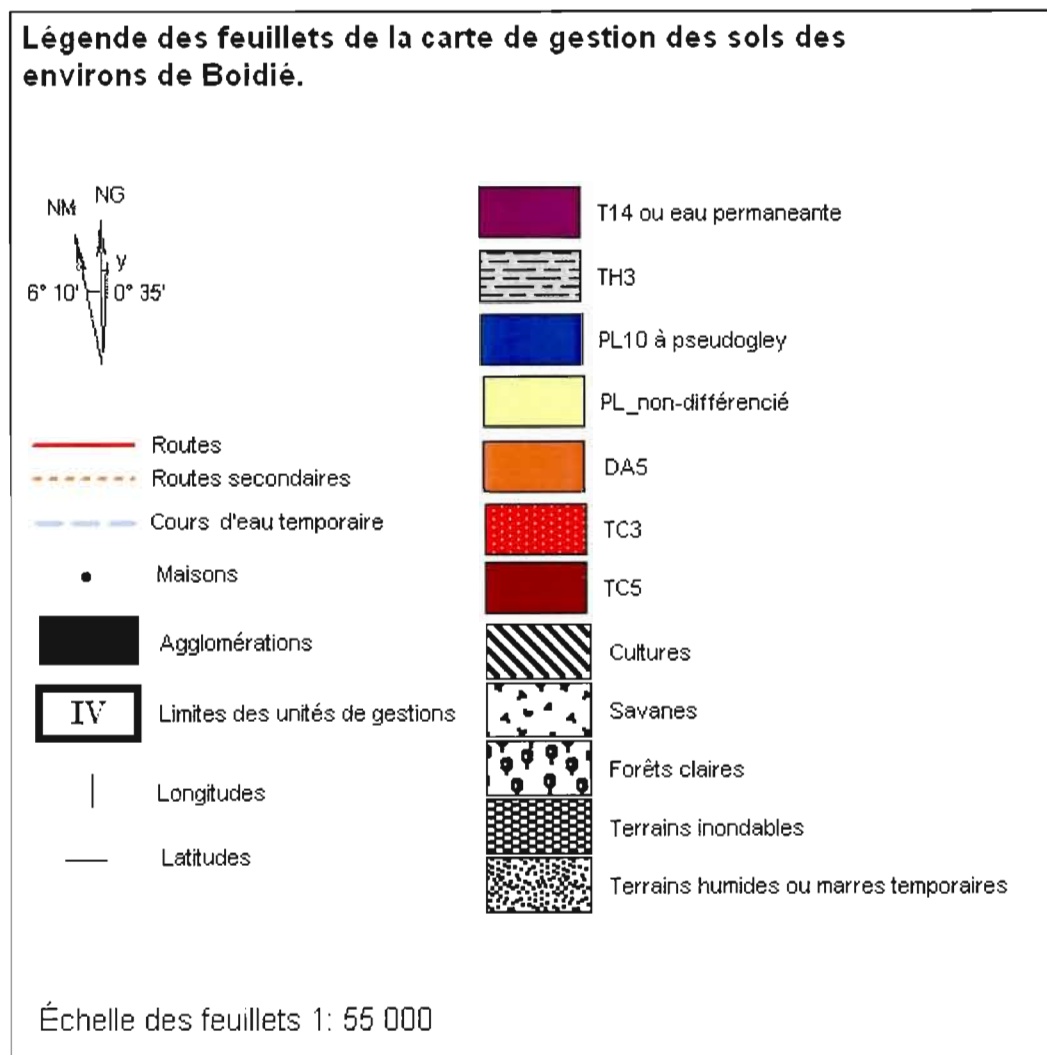 Légende des feuillets de la carte de gestion des sols des
environs de Boidié.
NM
NG
y
6° 10'
0° 35'
Routes
Routes secondaires
Cours d'eau temporaire
Maisons
Agglomérations
IV
Limites des unités de gestions
Longitudes
Latitudes
T14 ou eau permaneante
TH3
PL10 à pseudogley
PL_non-différencié
DA5
TC3
TC5
Cultures
Savanes
Forêts claires
Terrains inondables
Terrains humides ou marres temporaires
Échelle des feuillets 1: 55 000